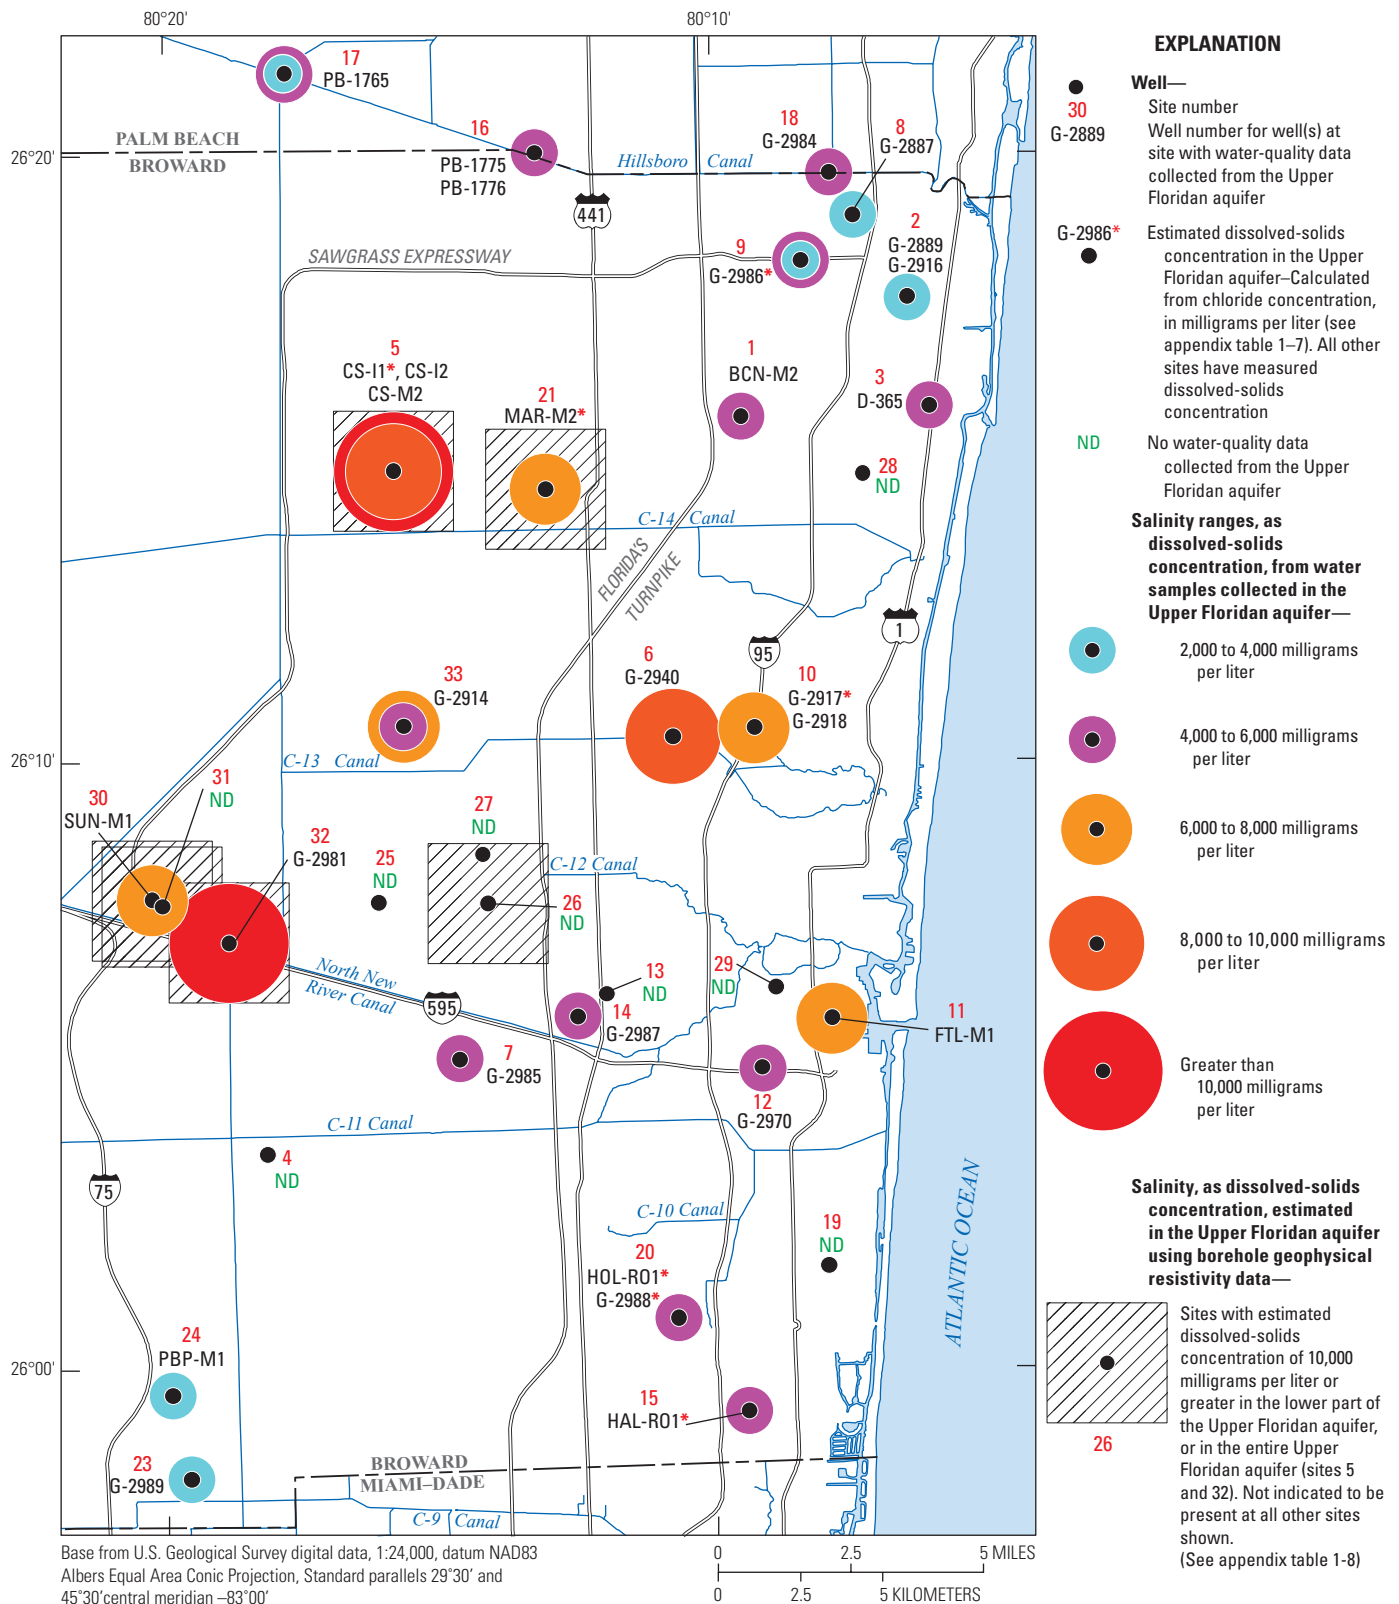 80°20'
80°10'
17
PB-1765
16
PB-1775
PB-1776
PALM BEACH
BROWARD
26°20'
18
G-2984
8
G-2887
Hillsboro Canal
441
2
G-2889
G-2916
9
G-2986*
SAWGRASS EXPRESSWAY
5
CS-I1*, CS-I2
CS-M2
21
MAR-M2*
1
BCN-M2
3
D-365
28
ND
C-14 Canal
FLORIDA'S
TURNPIKE
1
95
6
G-2940
10
G-2917*
G-2918
33
G-2914
26°10'
C-13 Canal
31
ND
30
SUN-M1
32
G-2981
27
ND
25
ND
C-12 Canal
26
ND
North New
River Canal
595
13
ND
29
ND
14
G-2987
11
FTL-M1
7
G-2985
12
G-2970
C-11 Canal
4
ND
75
C-10 Canal
19
ND
20
HOL-RO1*
G-2988*
ATLANTIC OCEAN
26°00'
24
PBP-M1
15
HAL-RO1*
23
G-2989
BROWARD
MIAMI–DADE
C-9 Canal
Base from U.S. Geological Survey digital data, 1:24,000, datum NAD83
Albers Equal Area Conic Projection, Standard parallels 29°30' and
45°30'central meridian –83°00'
0 2.5 5 MILES
0 2.5 5 KILOMETERS
EXPLANATION
Well—
30
G-2889
Site number
Well number for well(s) at
site with water-quality data
collected from the Upper
Floridan aquifer
G-2986*
Estimated dissolved-solids
concentration in the Upper
Floridan aquifer–Calculated
from chloride concentration,
in milligrams per liter (see
appendix table 1–7). All other
sites have measured
dissolved-solids
concentration
ND
No water-quality data
collected from the Upper
Floridan aquifer
Salinity ranges, as
dissolved-solids
concentration, from water
samples collected in the
Upper Floridan aquifer—
2,000 to 4,000 milligrams
per liter
4,000 to 6,000 milligrams
per liter
6,000 to 8,000 milligrams
per liter
8,000 to 10,000 milligrams
per liter
Greater than
10,000 milligrams
per liter
Salinity, as dissolved-solids
concentration, estimated
in the Upper Floridan aquifer
using borehole geophysical
resistivity data—
26
Sites with estimated
dissolved-solids
concentration of 10,000
milligrams per liter or
greater in the lower part of
the Upper Floridan aquifer,
or in the entire Upper
Floridan aquifer (sites 5
and 32). Not indicated to be
present at all other sites
shown.
(See appendix table 1-8)